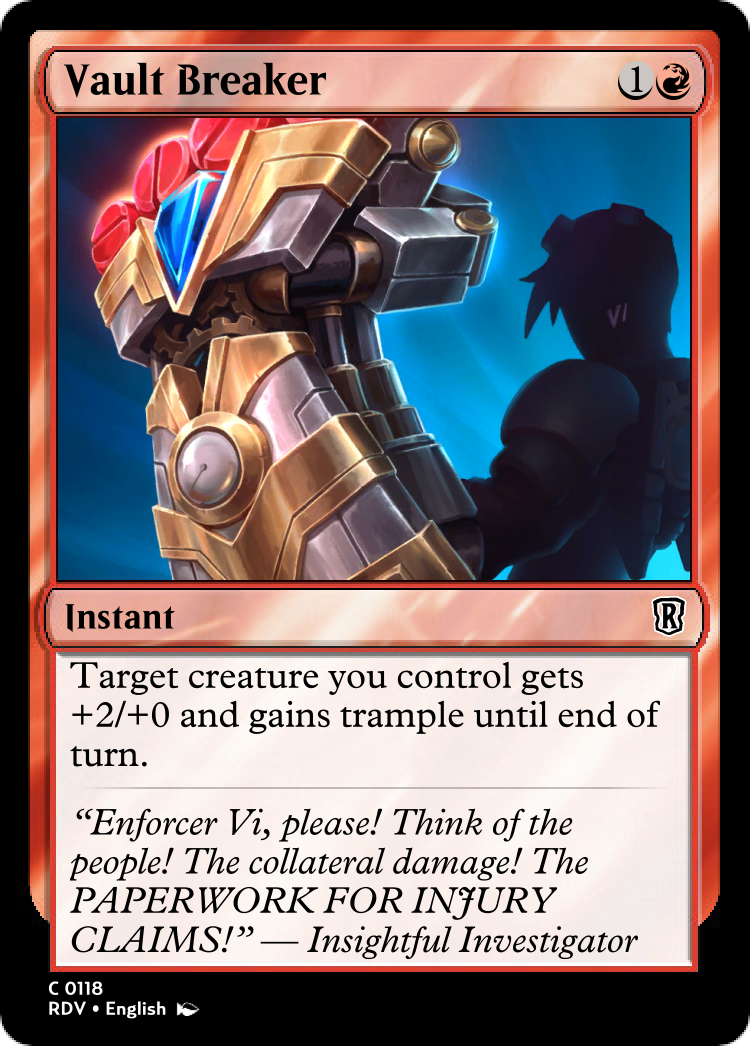 Vault Breaker
1
VI
Instant
R
Target creature you control gets
+2/+0 and gains trample until end of
turn.
“Enforcer Vi, please! Think of the
people! The collateral damage! The
PAPERWORK FOR INJURY
CLAIMS!” — Insightful Investigator
C 0118
RDV • English